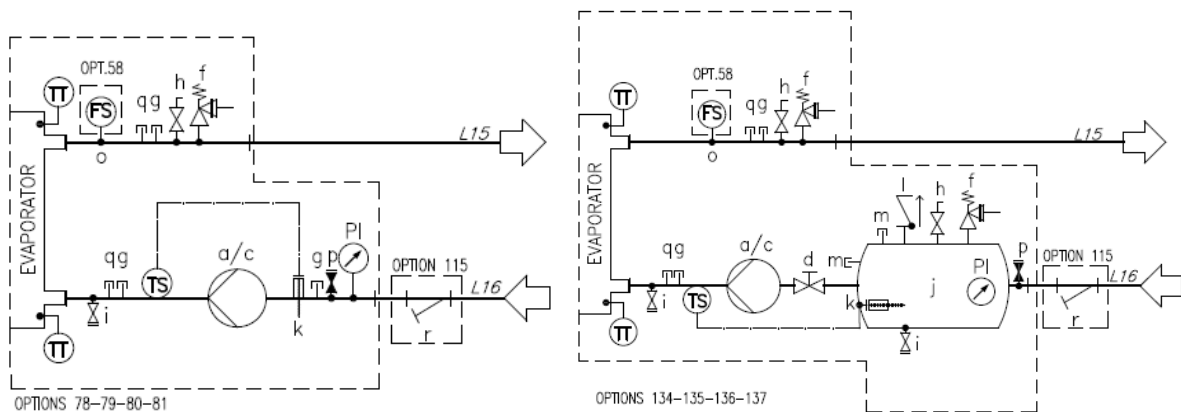 OPT.58
TT
FS
qg
h
f
o
L15
EVAPORATOR
a/c
PI
qg
TS
g
p
OPTION 115
L16
i
k
r
TT
OPTIONS 78-79-80-81
OPT.58
TT
FS
qg
h
f
o
L15
EVAPORATOR
l
h
f
m
a/c
d
m
p
qg
PI
OPTION 115
TS
j
L16
k
i
r
i
TT
OPTIONS 134-135-136-137